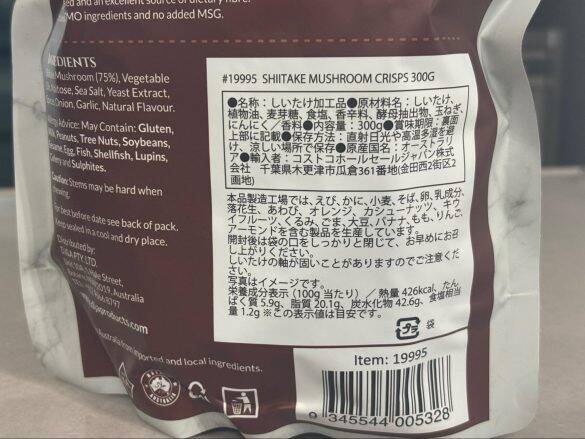 sed and an excellent source of dietary fibre.
MO ingredients and no added MSG.
EDIENTS
Mushroom (75%), Vegetable
Maltose, Sea Salt, Yeast Extract,
Onion, Garlic, Natural Flavour.
Advice: May Contain: Gluten,
Milk, Peanuts, Tree Nuts, Soybeans,
Sesame, Egg, Fish, Shellfish, Lupins,
Celery and Sulphites.
Caution: Stems may be hard when
chewing.
For best before date see back of pack.
Keep sealed in a cool and dry place.
Distributed by:
PTY. LTD.
Hale Street,
2019, Australia
products.com
Australia from imported and local ingredients.
#19995 SHIITAKE MUSHROOM CRISPS 300G
●名称：しいたけ加工品●原材料名：しいたけ、
植物油、麦芽糖、食塩、香辛料、酵母抽出物、玉ねぎ、
にんにく／香料●内容量：300g●賞味期限：裏面
上部に記載●保存方法：直射日光や高温多湿を避
け、涼しい場所で保存●原産国名：オーストラリ
ア●輸入者：コストコホールセールジャパン株式
会社 千葉県木更津市瓜倉361番地(金田西2街区2
画地)
本品製造工場では、えび、かに、小麦、そば、卵、乳成分、
落花生、あわび、オレンジ、カシューナッツ、キウ
イフルーツ、くるみ、ごま、大豆、バナナ、もも、りんご、
アーモンドを含む製品を生産しています。
開封後は袋の口をしっかりと閉じて、お早めにお召
し上がりください。
しいたけの軸が固いことがありますのでご注意くだ
さい。
写真はイメージです。
栄養成分表示（100g 当たり）／熱量 426kcal、たん
ぱく質 5.9g、脂質 20.1g、炭水化物 42.6g、食塩相当
量 1.2g ※この表示値は目安です。
プラ 袋
Item: 19995
9 345544 005328
AUSTRALIA